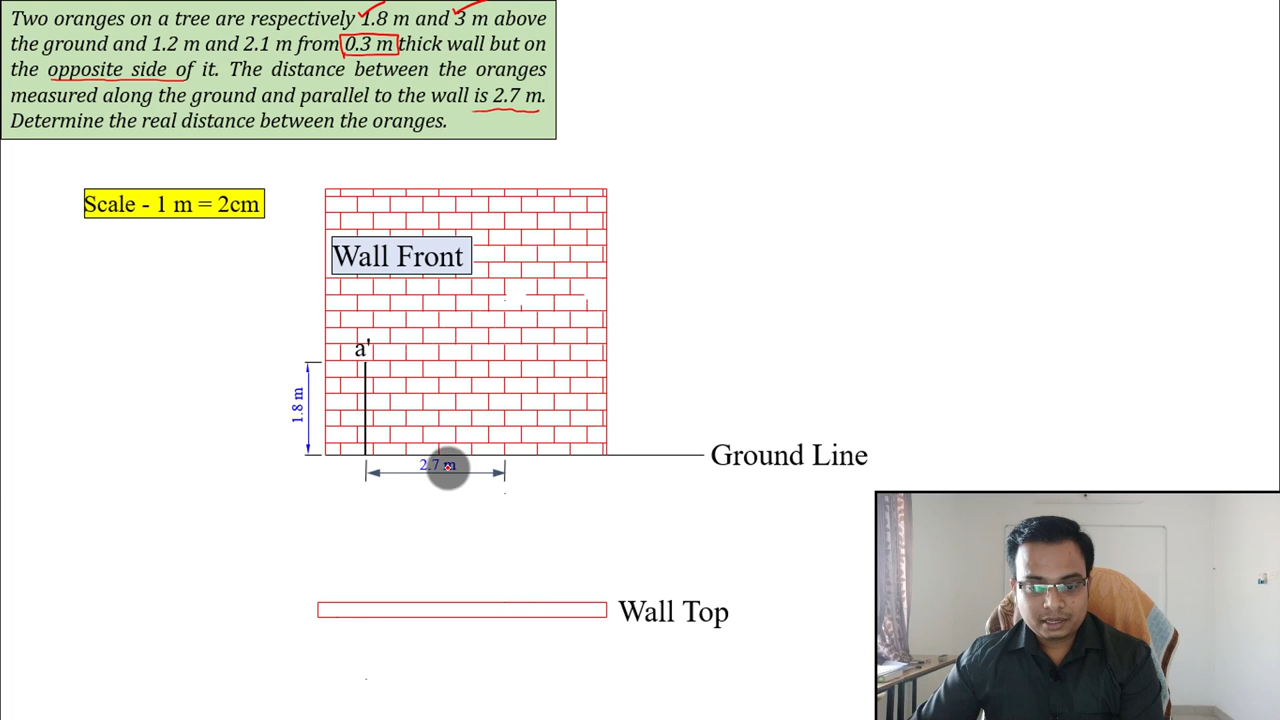 Two oranges on a tree are respectively 1.8 m and 3 m above
the ground and 1.2 m and 2.1 m from 0.3 m thick wall but on
the opposite side of it. The distance between the oranges
measured along the ground and parallel to the wall is 2.7 m.
Determine the real distance between the oranges.
Scale - 1 m = 2cm
Wall Front
a'
1.8 m
Ground Line
2.7 m
Wall Top